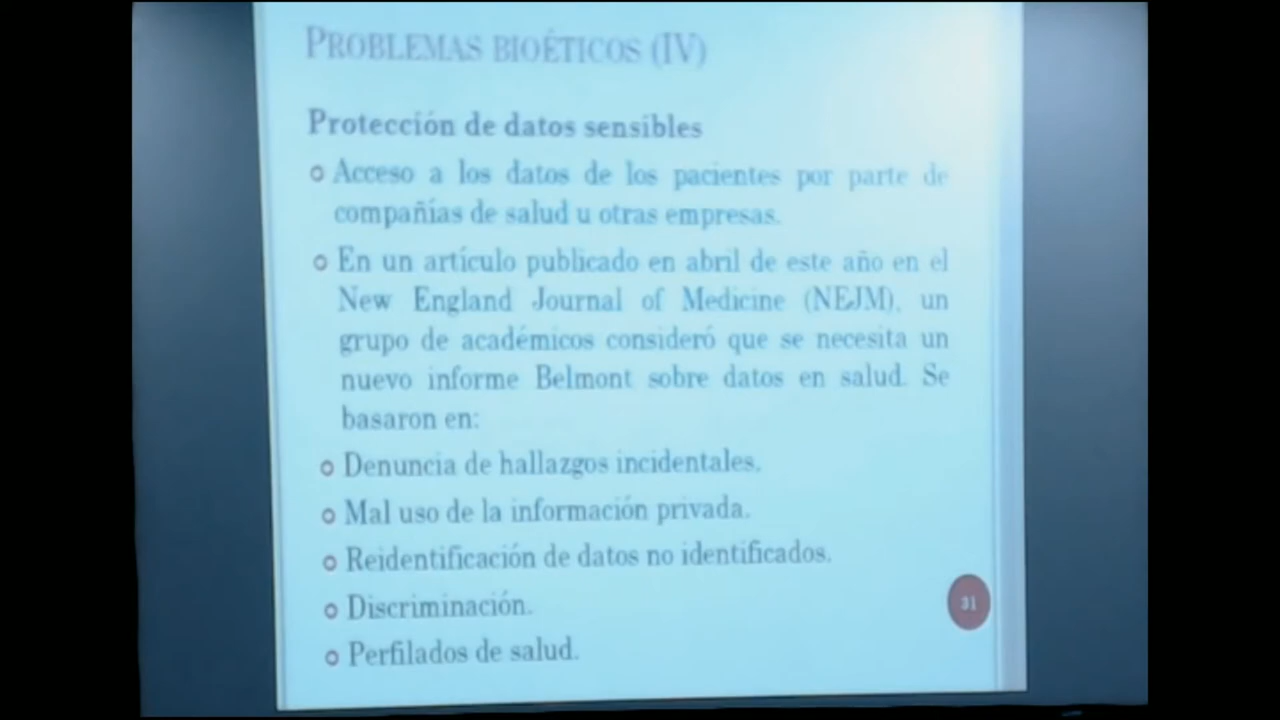 PROBLEMAS BIOÉTICOS (IV)
Protección de datos sensibles
Acceso a los datos de los pacientes por parte de
compañías de salud u otras empresas.
En un artículo publicado en abril de este año en el
New England Journal of Medicine (NEJM), un
grupo de académicos consideró que se necesita un
nuevo informe Belmont sobre datos en salud. Se
basaron en:
Denuncia de hallazgos incidentales.
Mal uso de la información privada.
Reidentificación de datos no identificados.
Discriminación.
31
Perfilados de salud.